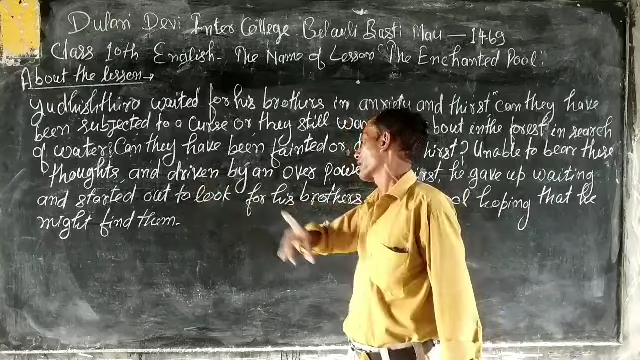 Dulari Devi Inter College Belauli Basti Mau - 1469
Class 10th English - The Name of Lesson "The Enchanted Pool:
About the lesson→
Yudhishthira waited for his brothers in anxiety and thirst "can they have
been subjected to a curse or they still wan bout in the forest in search
of water; Can they have been fainted or d hirst? Unable to bear these
thoughts and driven by an over powe rst, he gave up waiting
and started out to look for his brothers l hoping that he
might find them.